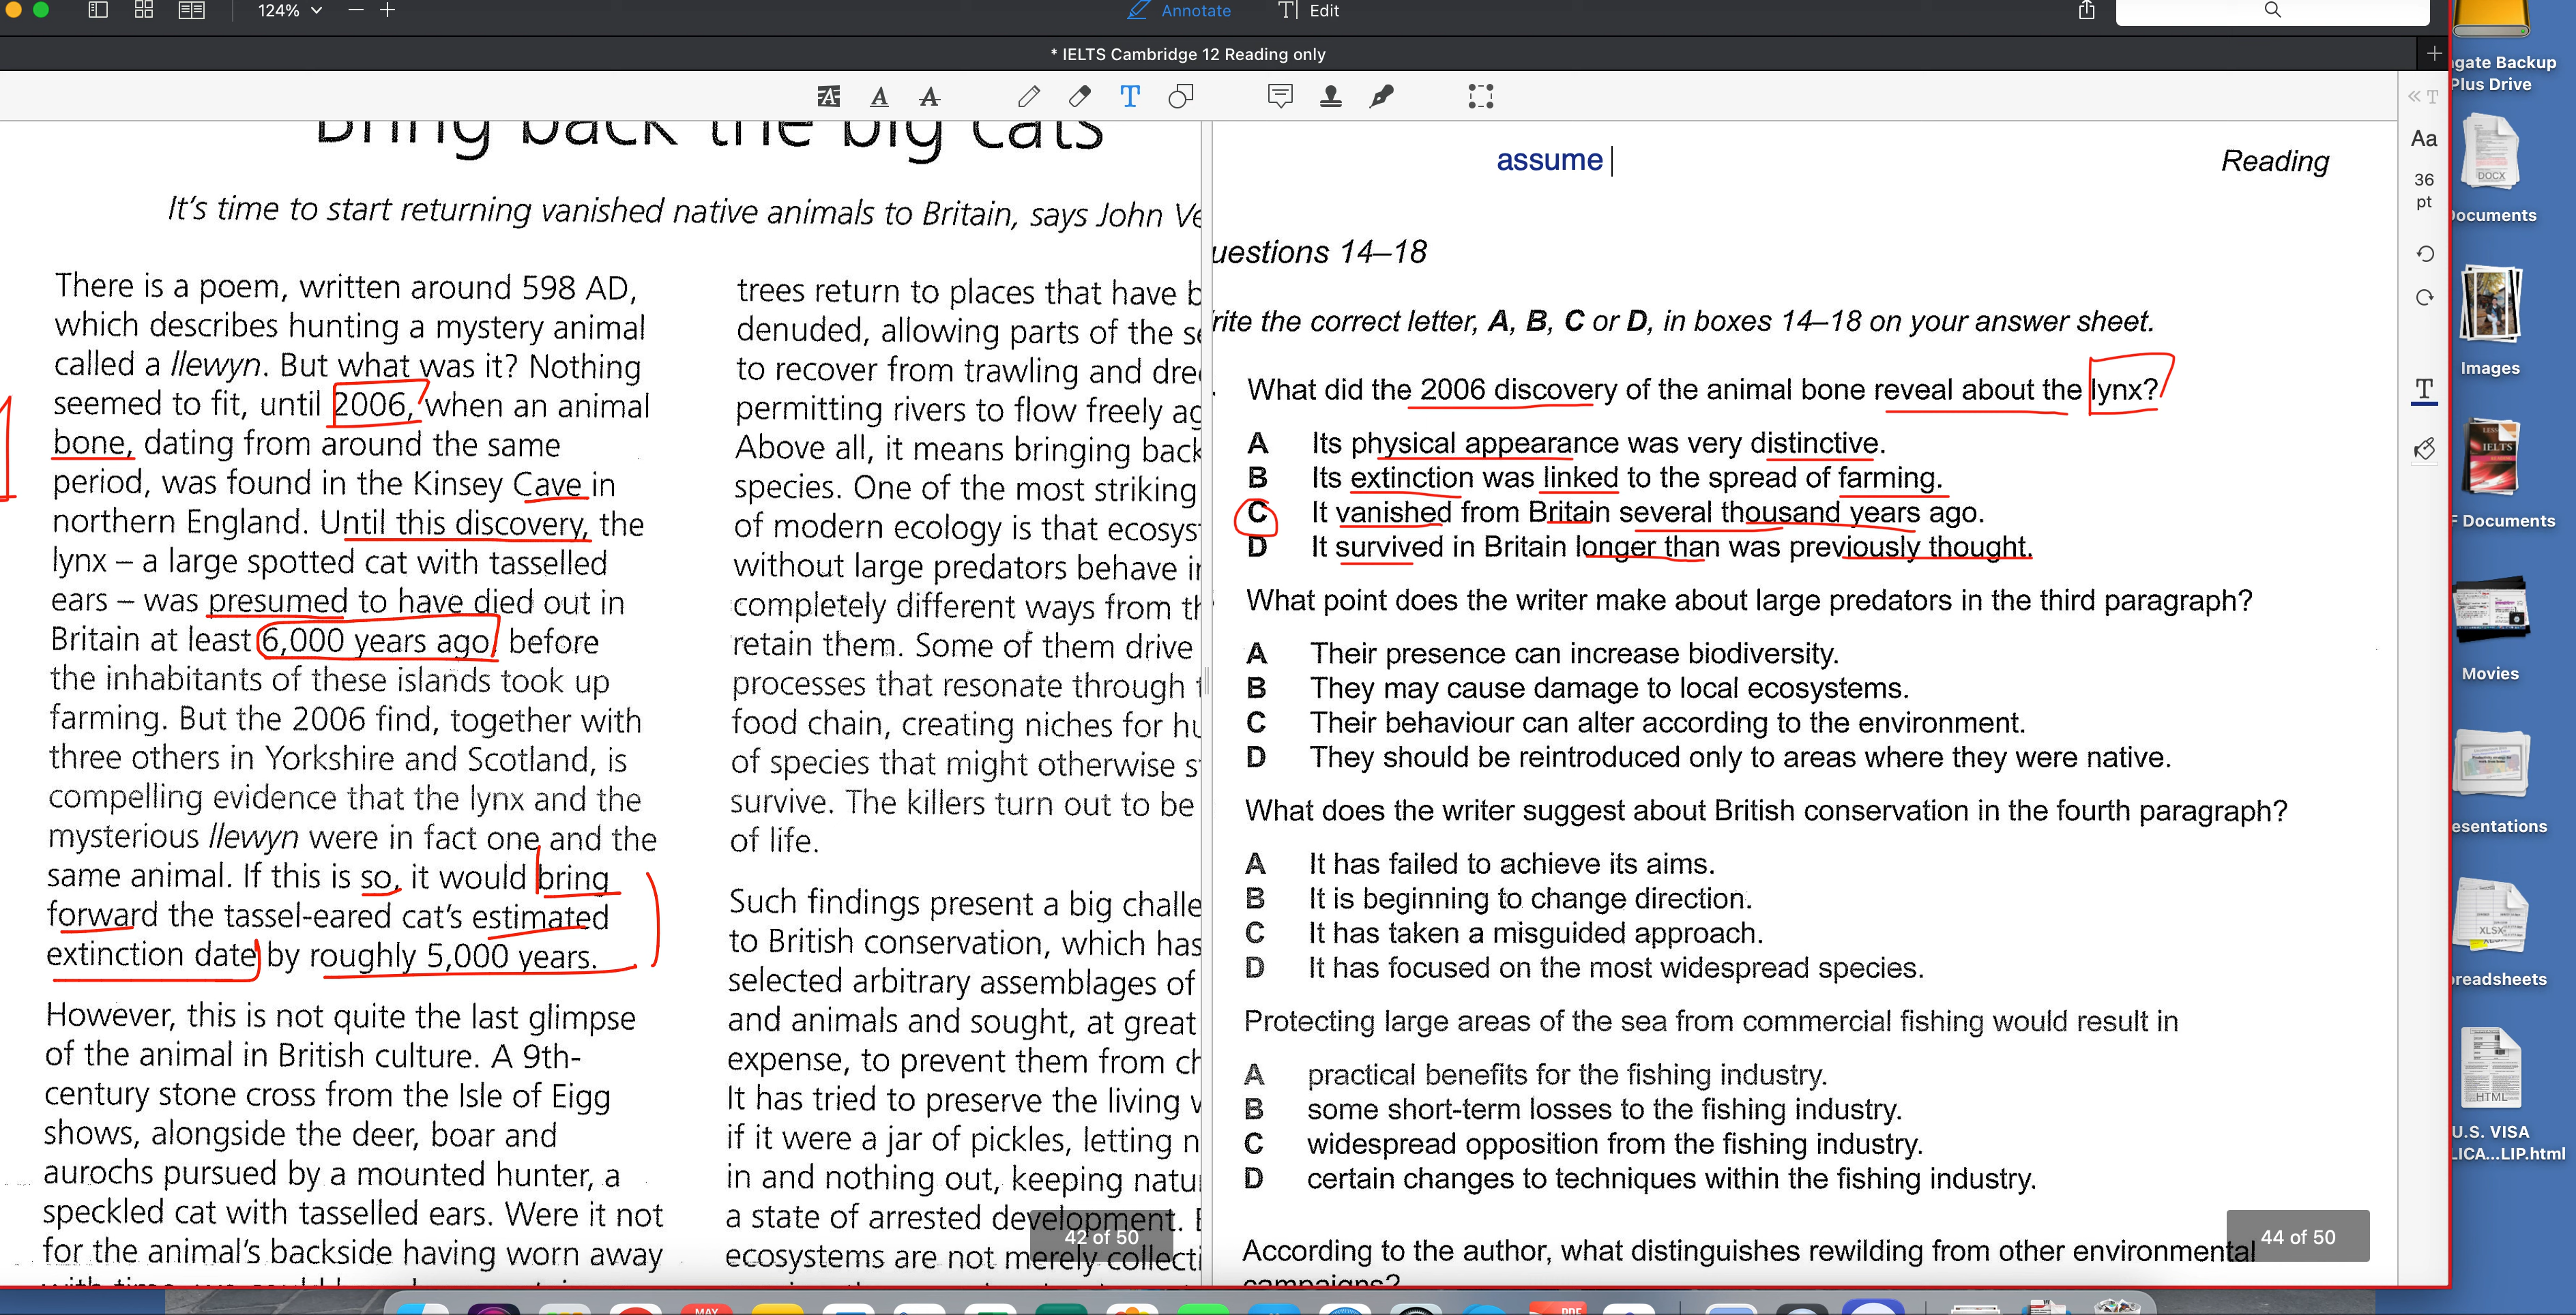 124%
Annotate
Edit
* IELTS Cambridge 12 Reading only
Bring back the big cats
It's time to start returning vanished native animals to Britain, says John
There is a poem, written around 598 AD,
which describes hunting a mystery animal
called a llewyn. But what was it? Nothing
seemed to fit, until 2006, when an animal
bone, dating from around the same
period, was found in the Kinsey Cave in
northern England. Until this discovery, the
lynx – a large spotted cat with tasselled
ears – was presumed to have died out in
Britain at least 6,000 years ago, before
the inhabitants of these islands took up
farming. But the 2006 find, together with
three others in Yorkshire and Scotland, is
compelling evidence that the lynx and the
mysterious llewyn were in fact one and the
same animal. If this is so, it would bring
forward the tassel-eared cat's estimated
extinction date by roughly 5,000 years.
However, this is not quite the last glimpse
of the animal in British culture. A 9th-
century stone cross from the Isle of Eigg
shows, alongside the deer, boar and
aurochs pursued by a mounted hunter, a
speckled cat with tasselled ears. Were it not
for the animal's backside having worn away
trees return to places that have
denuded, allowing parts of the
to recover from trawling and
permitting rivers to flow freely
Above all, it means bringing back
species. One of the most striking
of modern ecology is that
without large predators behave
completely different ways from
retain them. Some of them drive
processes that resonate through
food chain, creating niches for
of species that might otherwise
survive. The killers turn out to be
of life.
Such findings present a big
to British conservation, which has
selected arbitrary assemblages of
and animals and sought, at great
expense, to prevent them from
It has tried to preserve the living
if it were a jar of pickles, letting
in and nothing out, keeping
a state of arrested development.
ecosystems are not merely
42 of 50
assume
Reading
uestions 14–18
rite the correct letter, A, B, C or D, in boxes 14–18 on your answer sheet.
What did the 2006 discovery of the animal bone reveal about the lynx?
A Its physical appearance was very distinctive.
B Its extinction was linked to the spread of farming.
C It vanished from Britain several thousand years ago.
D It survived in Britain longer than was previously thought.
What point does the writer make about large predators in the third paragraph?
A Their presence can increase biodiversity.
B They may cause damage to local ecosystems.
C Their behaviour can alter according to the environment.
D They should be reintroduced only to areas where they were native.
What does the writer suggest about British conservation in the fourth paragraph?
A It has failed to achieve its aims.
B It is beginning to change direction.
C It has taken a misguided approach.
D It has focused on the most widespread species.
Protecting large areas of the sea from commercial fishing would result in
A practical benefits for the fishing industry.
B some short-term losses to the fishing industry.
C widespread opposition from the fishing industry.
D certain changes to techniques within the fishing industry.
According to the author, what distinguishes rewilding from other environmental
campaigns?
44 of 50
Aa
36
pt
gate Backup
Plus Drive
DOCX
ocuments
Images
IELTS
F Documents
Movies
esentations
XLSX
readsheets
HTML
U.S. VISA
LICA...LIP.html
MAY
PDF